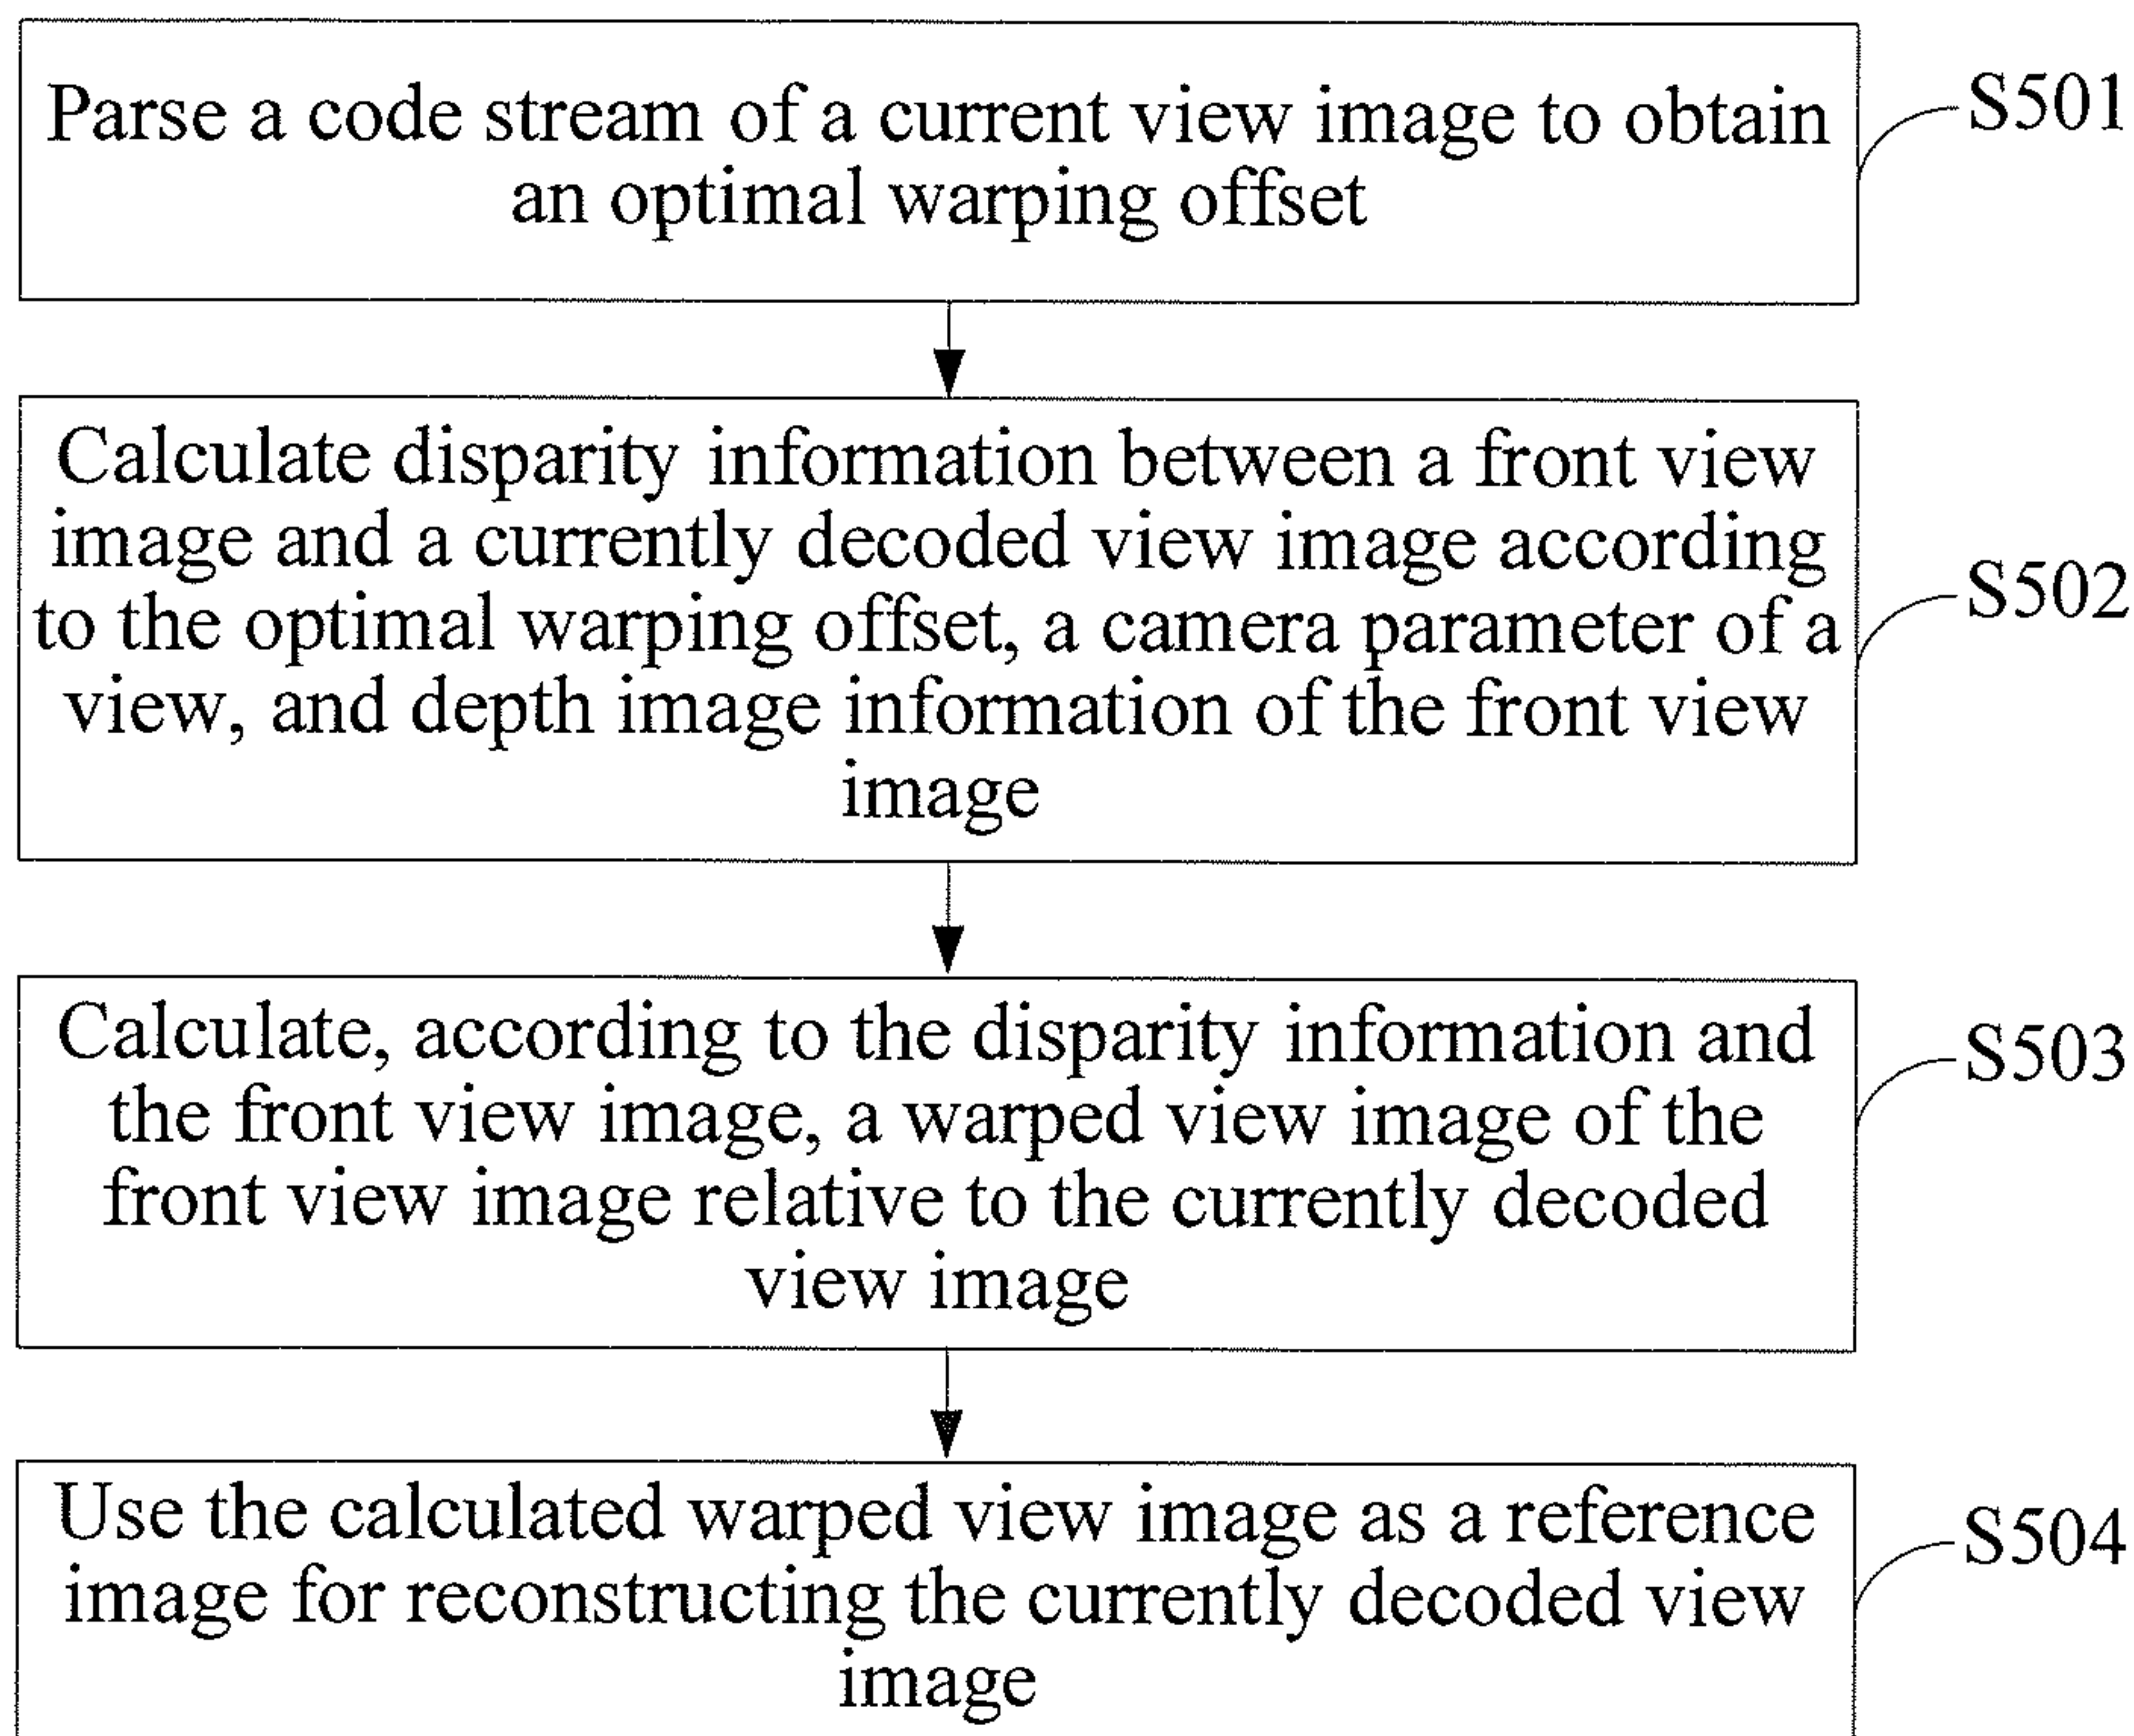 Parse a code stream of a current view image to obtain
an optimal warping offset
S501
Calculate disparity information between a front view
image and a currently decoded view image according
to the optimal warping offset, a camera parameter of a
view, and depth image information of the front view
image
S502
Calculate, according to the disparity information and
the front view image, a warped view image of the
front view image relative to the currently decoded
view image
S503
Use the calculated warped view image as a reference
image for reconstructing the currently decoded view
image
S504